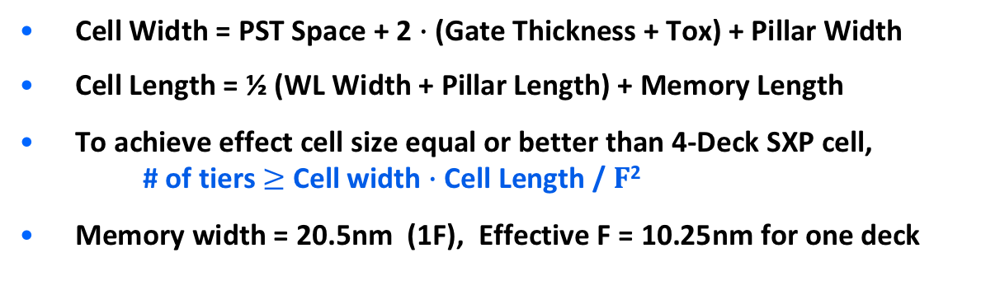 • Cell Width = PST Space + 2 · (Gate Thickness + Tox) + Pillar Width
• Cell Length = ½ (WL Width + Pillar Length) + Memory Length
• To achieve effect cell size equal or better than 4-Deck SXP cell,
# of tiers ≥ Cell width · Cell Length / F²
• Memory width = 20.5nm (1F), Effective F = 10.25nm for one deck